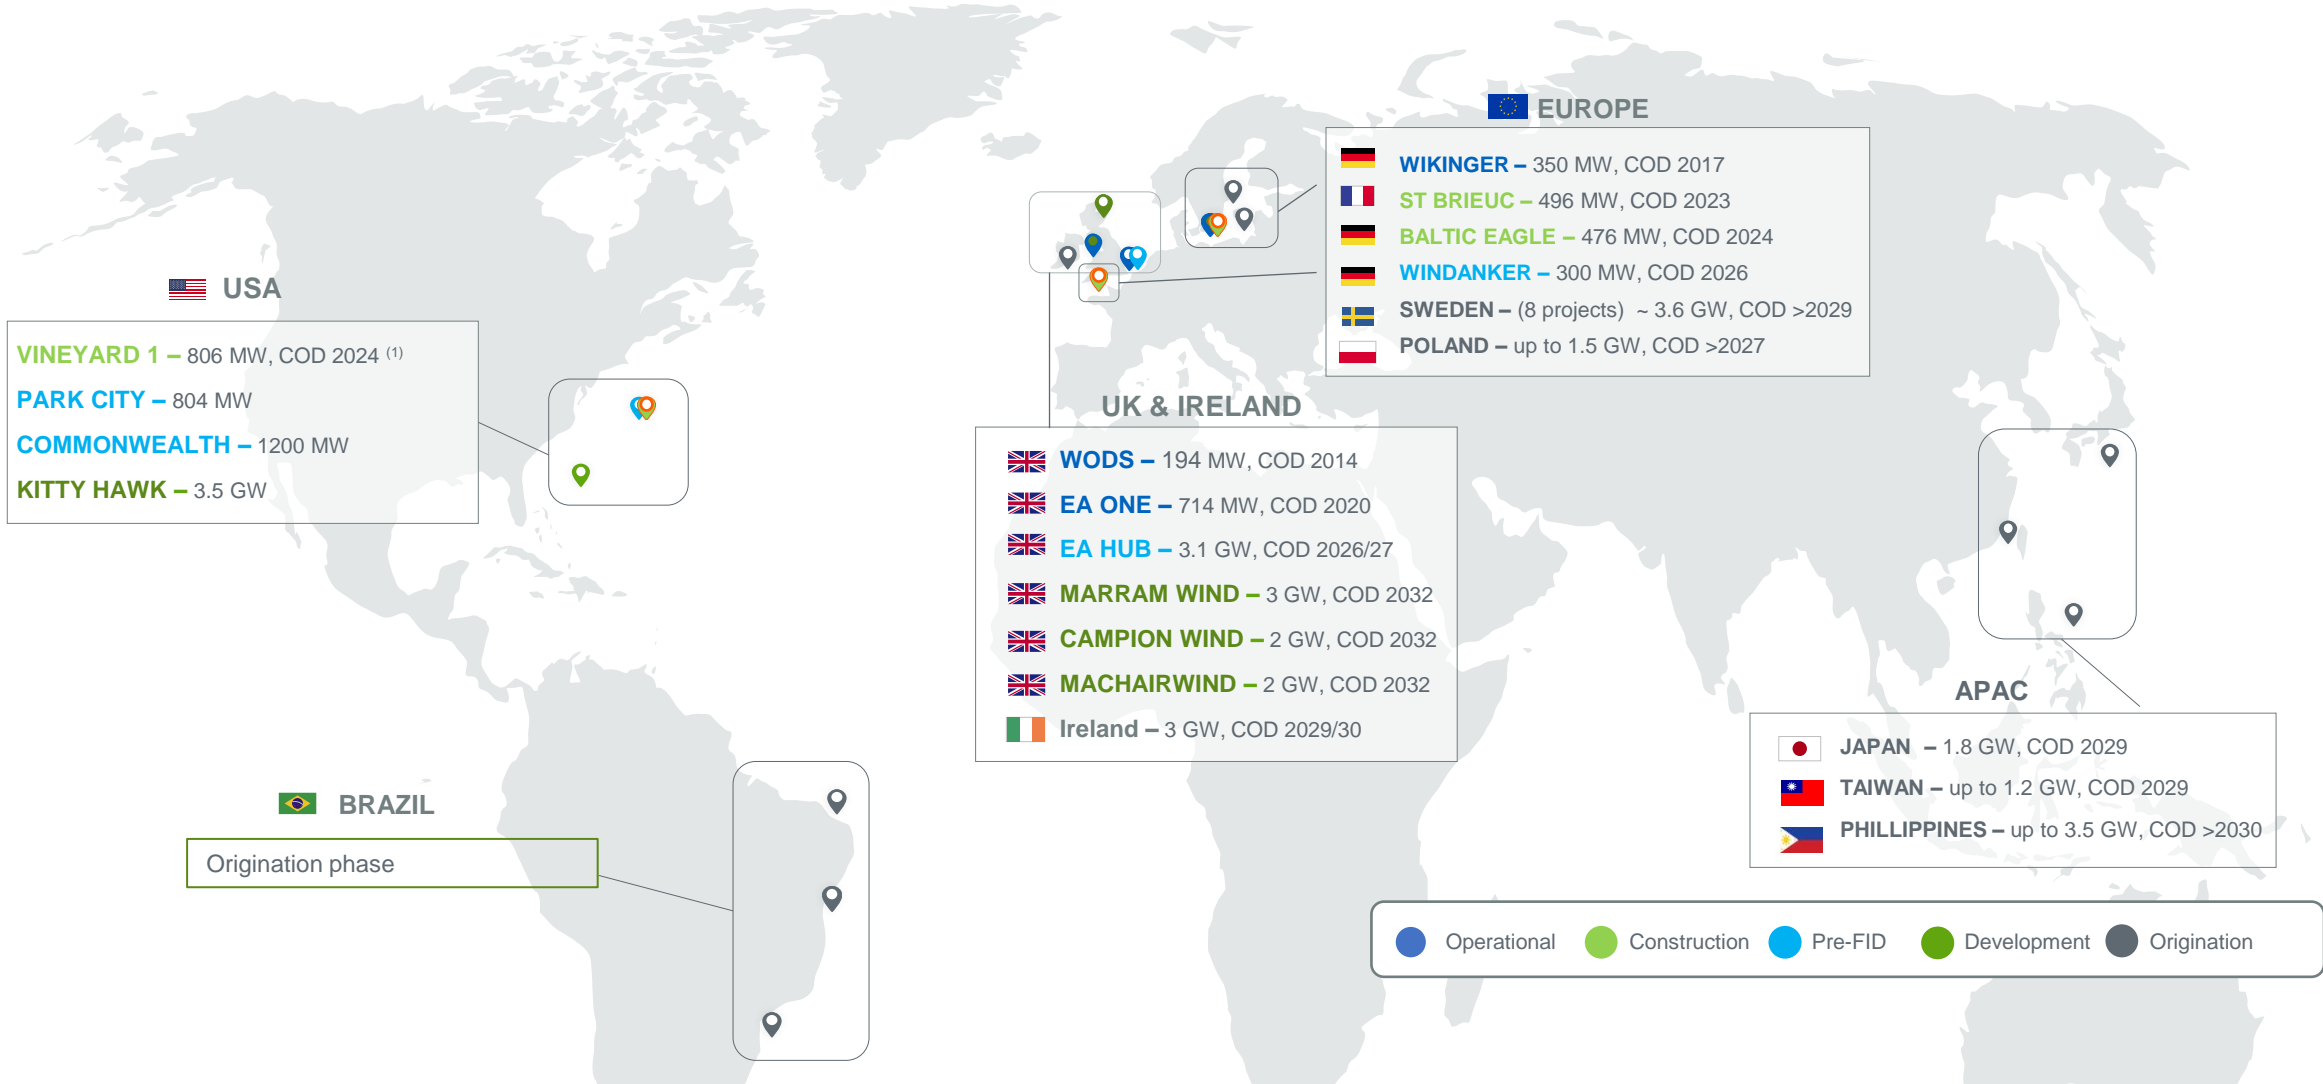 EUROPE
WIKINGER – 350 MW, COD 2017
ST BRIEUC – 496 MW, COD 2023
BALTIC EAGLE – 476 MW, COD 2024
WINDANKER – 300 MW, COD 2026
SWEDEN – (8 projects) ~ 3.6 GW, COD >2029
POLAND – up to 1.5 GW, COD >2027
USA
VINEYARD 1 – 806 MW, COD 2024 (1)
PARK CITY – 804 MW
COMMONWEALTH – 1200 MW
KITTY HAWK – 3.5 GW
UK & IRELAND
WODS – 194 MW, COD 2014
EA ONE – 714 MW, COD 2020
EA HUB – 3.1 GW, COD 2026/27
MARRAM WIND – 3 GW, COD 2032
CAMPION WIND – 2 GW, COD 2032
MACHAIRWIND – 2 GW, COD 2032
Ireland – 3 GW, COD 2029/30
APAC
JAPAN – 1.8 GW, COD 2029
TAIWAN – up to 1.2 GW, COD 2029
PHILLIPPINES – up to 3.5 GW, COD >2030
BRAZIL
Origination phase
Operational Construction Pre-FID Development Origination